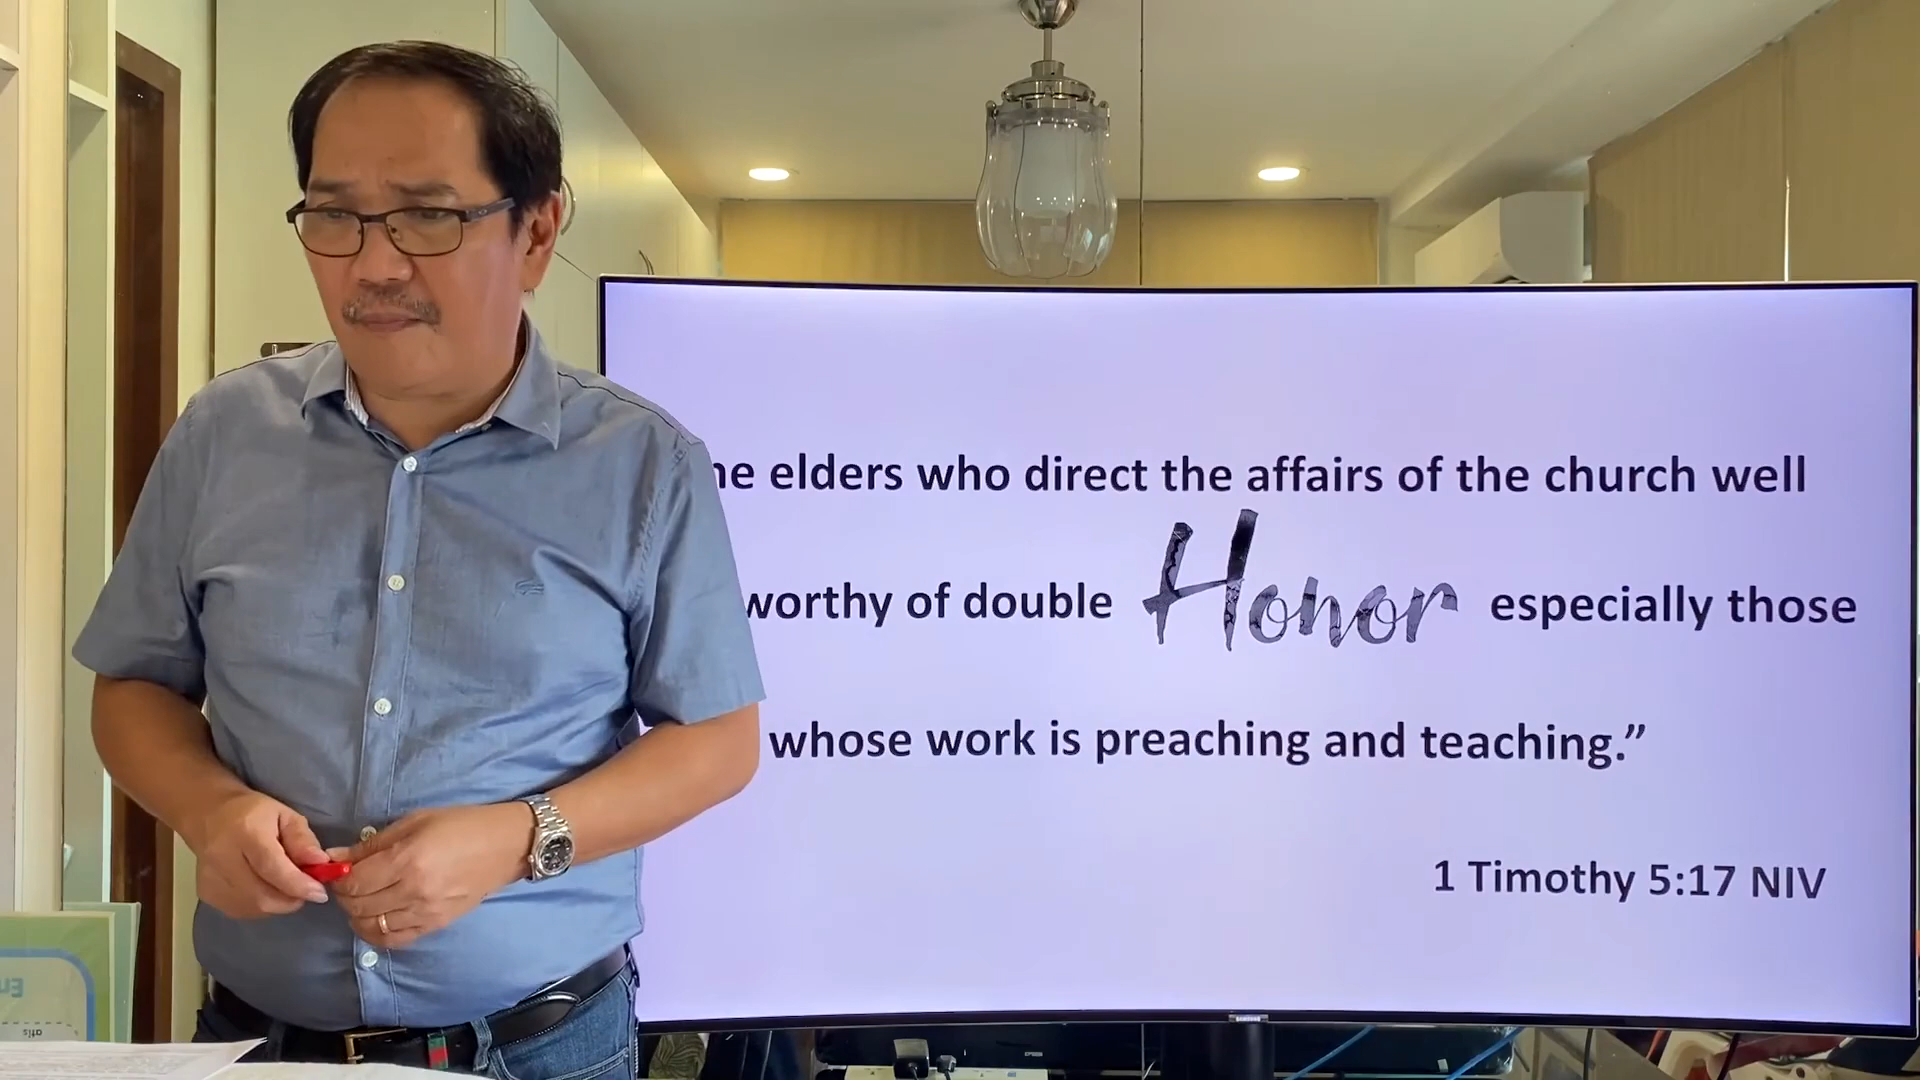 he elders who direct the affairs of the church well
worthy of double Honor especially those
whose work is preaching and teaching.”
1 Timothy 5:17 NIV
SAMSUNG